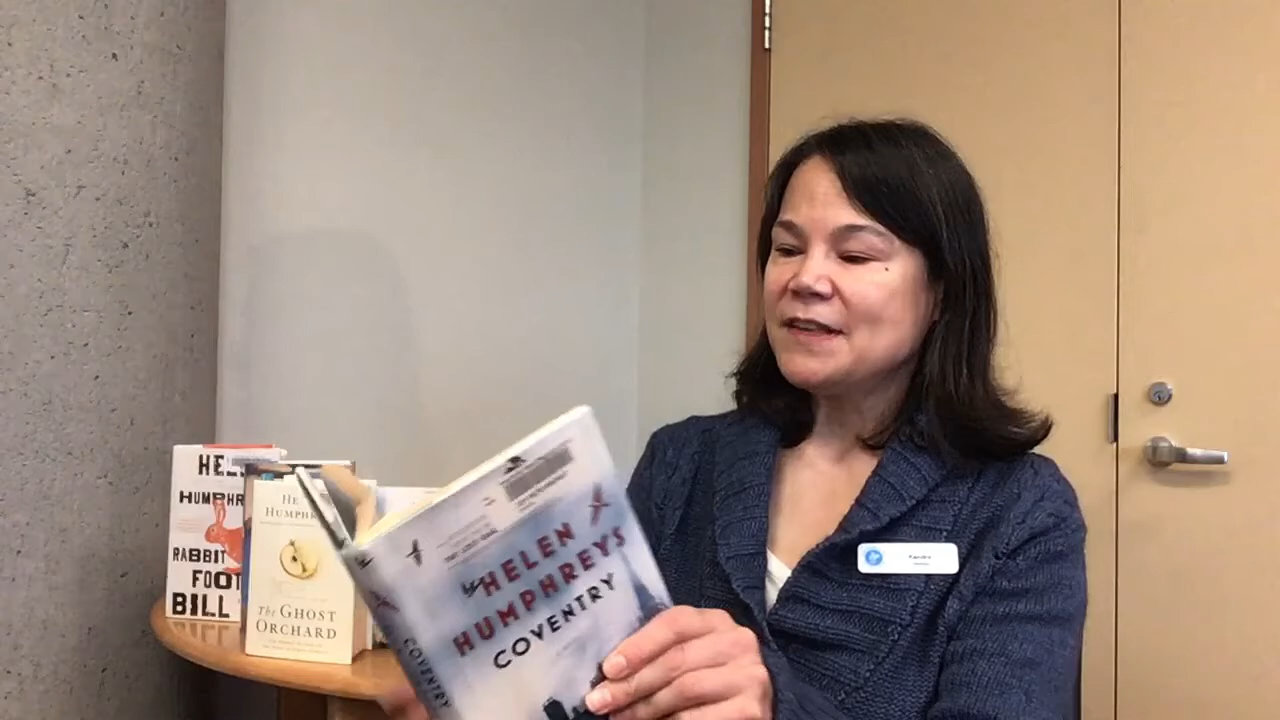 HEL
HUMPHR
RABBIT
FOOT
BILL
HE
HUMPHR
The GHOST
ORCHARD
COVENTRY
HELEN
HUMPHREYS
COVENTRY